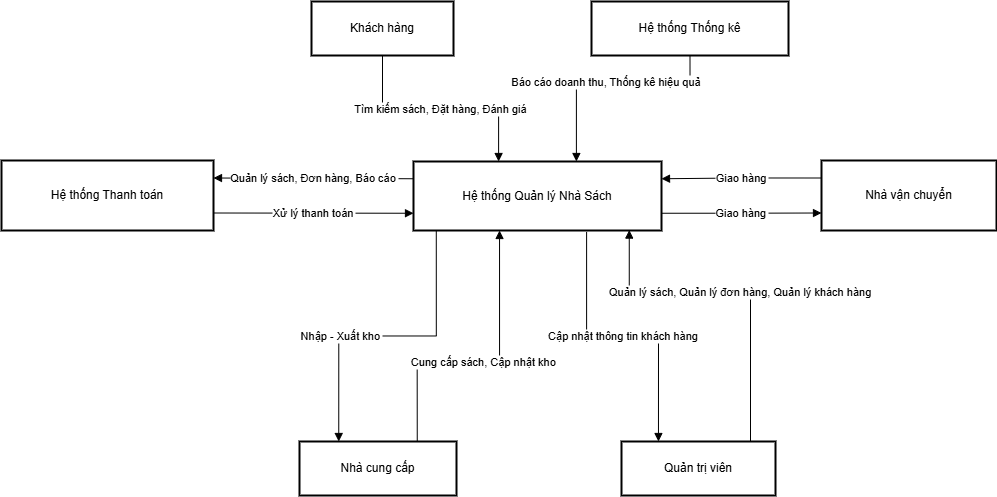 Khách hàng
Hệ thống Thống kê
Báo cáo doanh thu, Thống kê hiệu quả
Tìm kiếm sách, Đặt hàng, Đánh giá
Hệ thống Thanh toán
Quản lý sách, Đơn hàng, Báo cáo
Xử lý thanh toán
Hệ thống Quản lý Nhà Sách
Giao hàng
Giao hàng
Nhà vận chuyển
Quản lý sách, Quản lý đơn hàng, Quản lý khách hàng
Nhập - Xuất kho
Cập nhật thông tin khách hàng
Cung cấp sách, Cập nhật kho
Nhà cung cấp
Quản trị viên